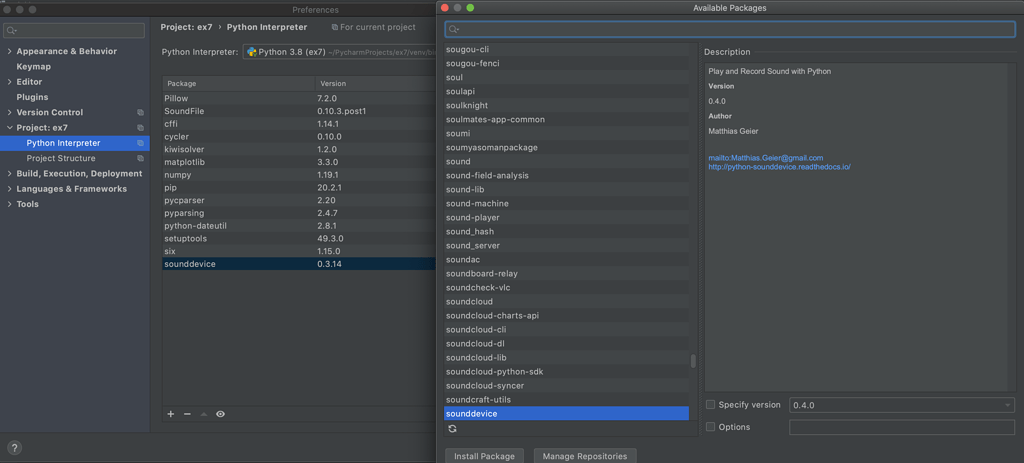 Preferences
Appearance & Behavior
Keymap
Editor
Plugins
Version Control
Project: ex7
Python Interpreter
Project Structure
Build, Execution, Deployment
Languages & Frameworks
Tools
?
Project: ex7 › Python Interpreter
For current project
Python Interpreter: Python 3.8 (ex7) ~/PycharmProjects/ex7/venv/bi
Package Version
Pillow 7.2.0
SoundFile 0.10.3.post1
cffi 1.14.1
cycler 0.10.0
kiwisolver 1.2.0
matplotlib 3.3.0
numpy 1.19.1
pip 20.2.1
pycparser 2.20
pyparsing 2.4.7
python-dateutil 2.8.1
setuptools 49.3.0
six 1.15.0
sounddevice 0.3.14
Available Packages
sougou-cli
sougou-fenci
soul
soulapi
soulknight
soulmates-app-common
soumi
soumyasomanpackage
sound
sound-field-analysis
sound-lib
sound-machine
sound-player
sound_hash
sound_server
soundac
soundboard-relay
soundcheck-vlc
soundcloud
soundcloud-charts-api
soundcloud-cli
soundcloud-dl
soundcloud-lib
soundcloud-python-sdk
soundcloud-syncer
soundcraft-utils
sounddevice
Install Package Manage Repositories
Description
Play and Record Sound with Python
Version
0.4.0
Author
Matthias Geier
mailto:Matthias.Geier@gmail.com
http://python-sounddevice.readthedocs.io/
Specify version 0.4.0
Options